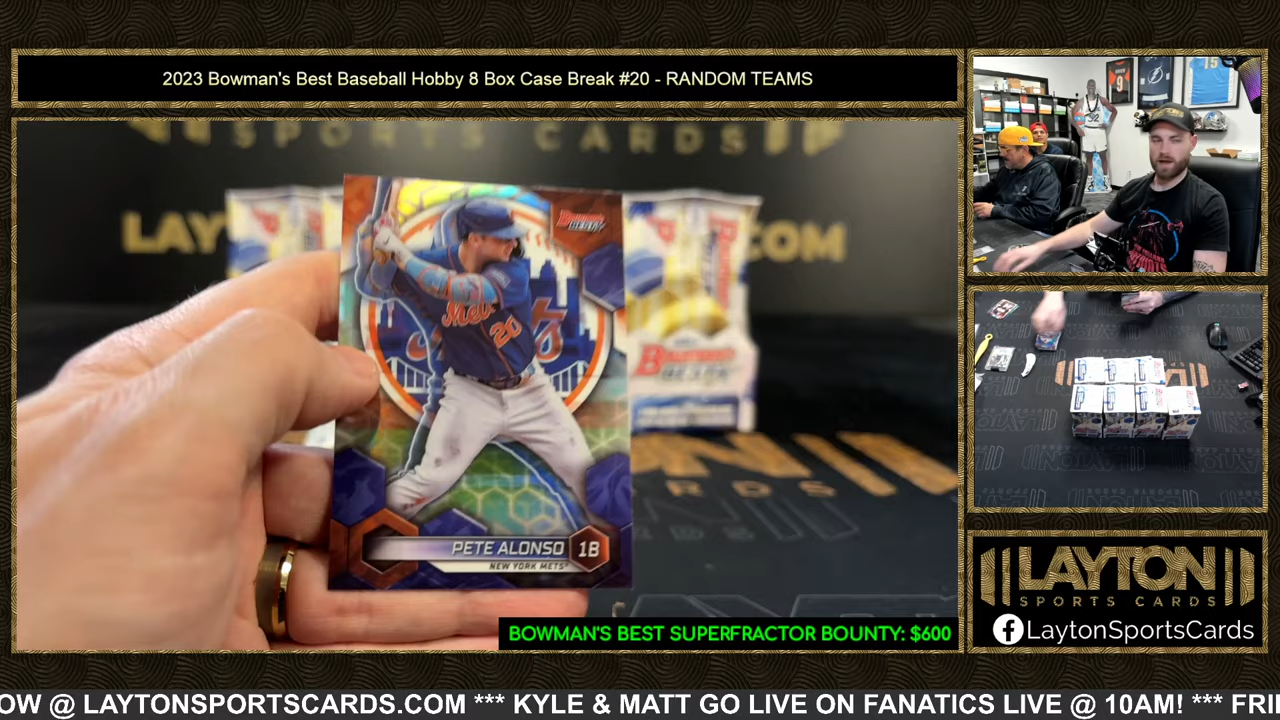 2023 Bowman's Best Baseball Hobby 8 Box Case Break #20 - RANDOM TEAMS
BOWMAN'S BEST
Mets
20
PETE ALONSO 1B
NEW YORK METS
BOWMAN'S BEST SUPERFRACTOR BOUNTY: $600
LAYTON
SPORTS CARDS
LaytonSportsCards
OW @ LAYTONSPORTSCARDS.COM *** KYLE & MATT GO LIVE ON FANATICS LIVE @ 10AM! *** FRI